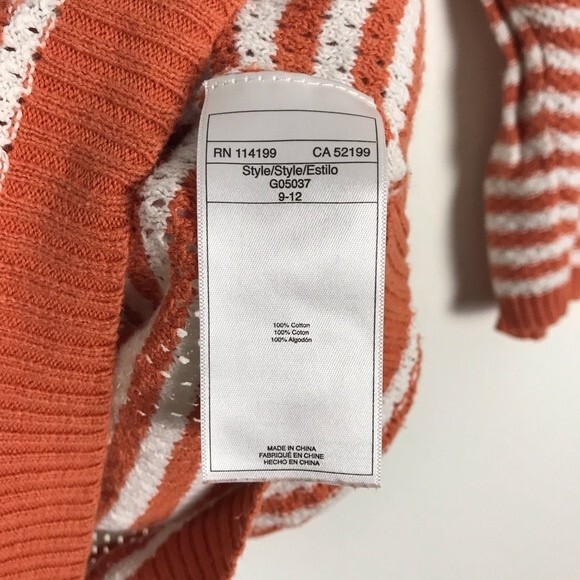 RN 114199 CA 52199
Style/Style/Estilo
G05037
9-12
100% Cotton
100% Coton
100% Algodón
MADE IN CHINA
FABRIQUÉ EN CHINE
HECHO EN CHINA